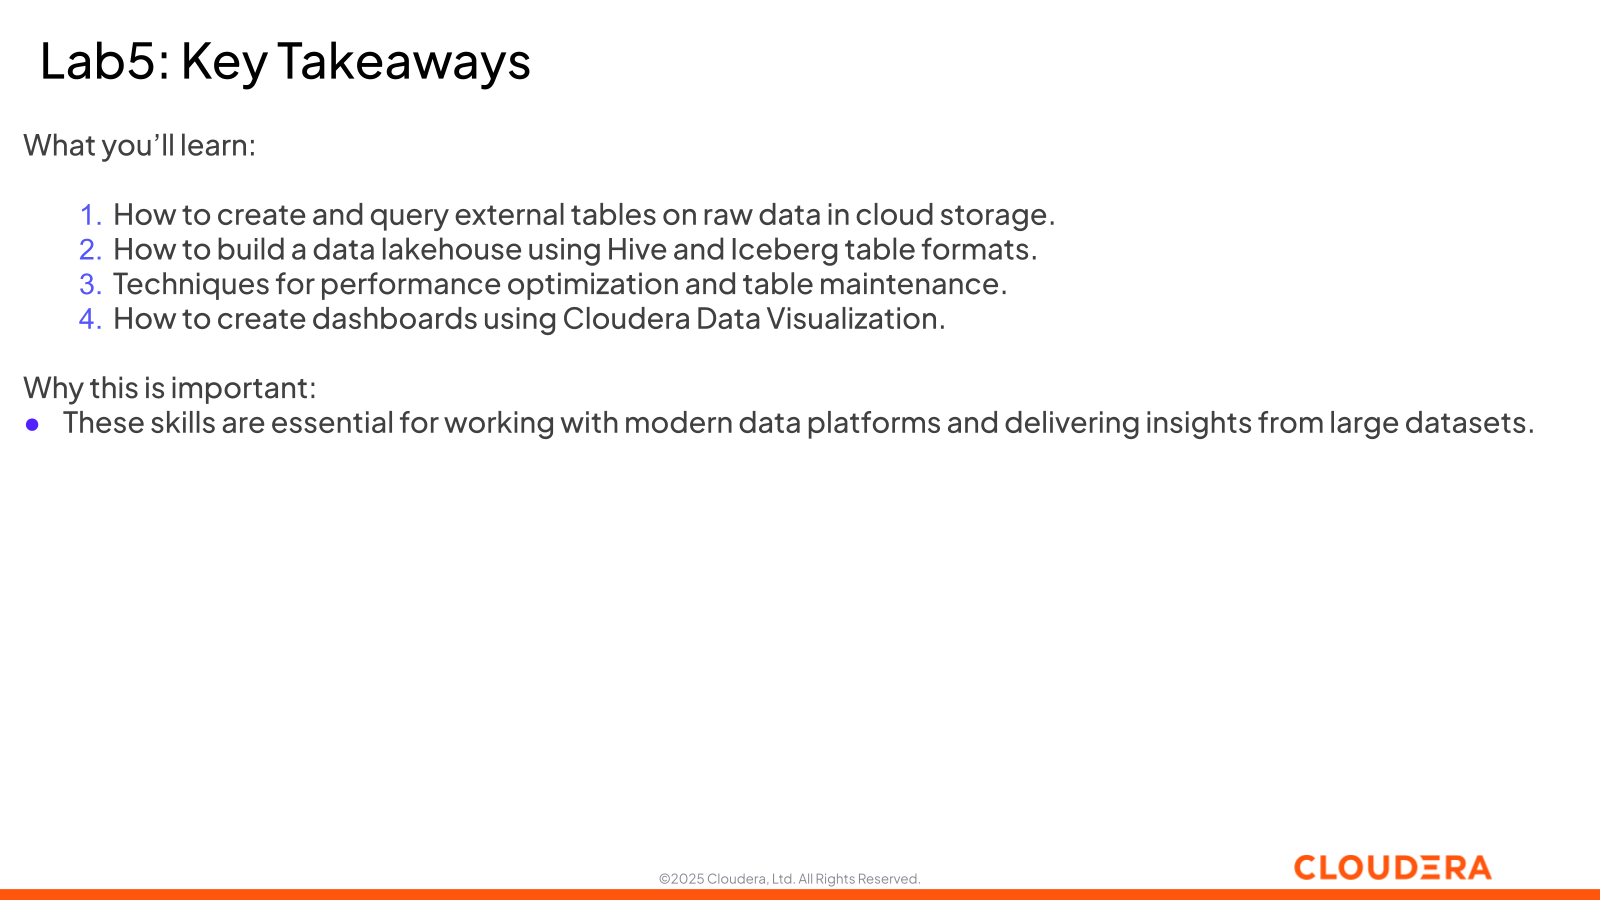 Lab5: Key Takeaways
What you’ll learn:
1. How to create and query external tables on raw data in cloud storage.
2. How to build a data lakehouse using Hive and Iceberg table formats.
3. Techniques for performance optimization and table maintenance.
4. How to create dashboards using Cloudera Data Visualization.
Why this is important:
● These skills are essential for working with modern data platforms and delivering insights from large datasets.
©2025 Cloudera, Ltd. All Rights Reserved.
CLOUDERA